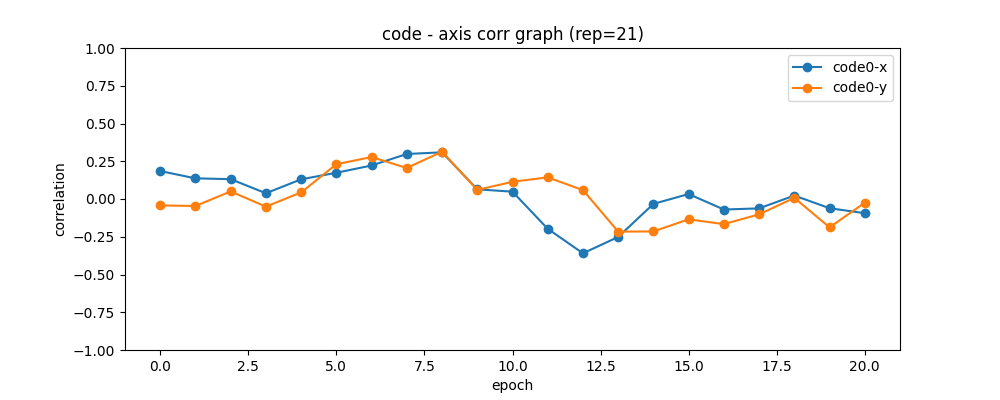 code - axis corr graph (rep=21)
1.00
0.75
0.50
0.25
0.00
−0.25
−0.50
−0.75
−1.00
correlation
code0-x
code0-y
0.0 2.5 5.0 7.5 10.0 12.5 15.0 17.5 20.0
epoch